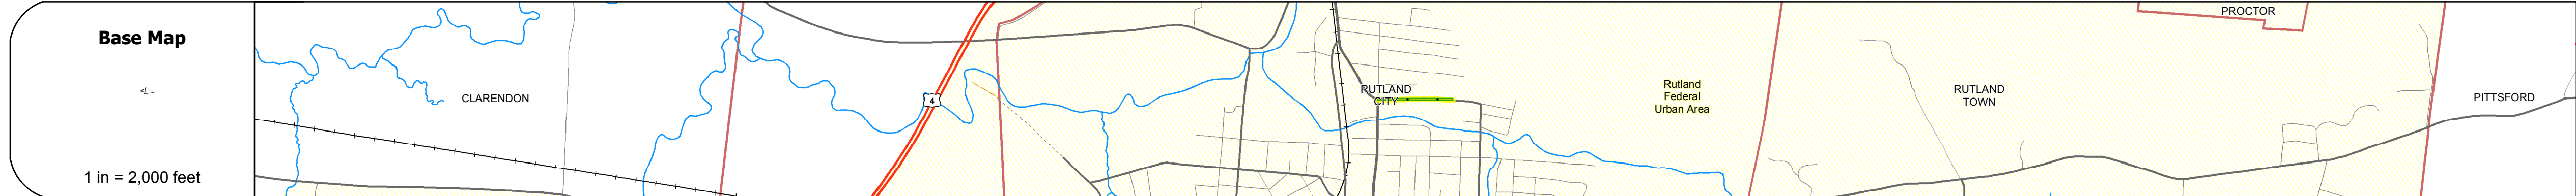 Base Map
1 in = 2,000 feet
CLARENDON
4
RUTLAND
CITY
Rutland
Federal
Urban Area
RUTLAND
TOWN
PROCTOR
PITTSFORD